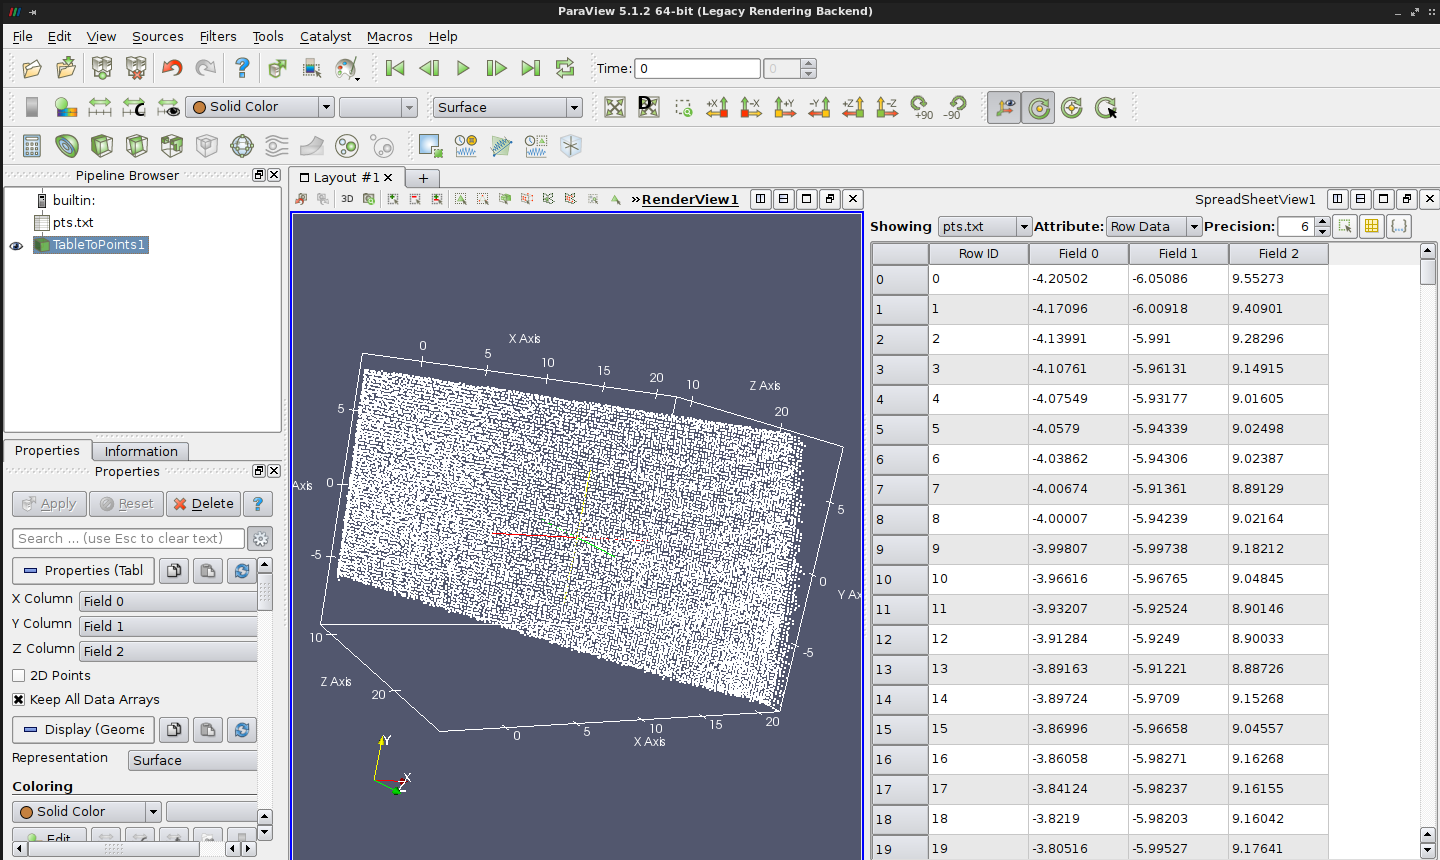 ParaView 5.1.2 64-bit (Legacy Rendering Backend)
File Edit View Sources Filters Tools Catalyst Macros Help
Time: 0 0
Solid Color Surface +X -X +Y -Y +Z -Z +90 -90
Pipeline Browser
builtin:
pts.txt
TableToPoints1
Properties Information
Properties
Apply Reset Delete ?
Search ... (use Esc to clear text)
Properties (Tabl
X Column Field 0
Y Column Field 1
Z Column Field 2
2D Points
Keep All Data Arrays
Display (Geome
Representation Surface
Coloring
Solid Color
Edit
Layout #1
3D » RenderView1
X Axis
0 5 10 15 20
Z Axis
10 20
5
0
-5
Axis
5
0
-5
Y Ax
10
20
Z Axis
0 5 10 15 20
X Axis
Y
X
Z
SpreadSheetView1
Showing pts.txt Attribute: Row Data Precision: 6 {...}
Row ID Field 0 Field 1 Field 2
0 0 -4.20502 -6.05086 9.55273
1 1 -4.17096 -6.00918 9.40901
2 2 -4.13991 -5.991 9.28296
3 3 -4.10761 -5.96131 9.14915
4 4 -4.07549 -5.93177 9.01605
5 5 -4.0579 -5.94339 9.02498
6 6 -4.03862 -5.94306 9.02387
7 7 -4.00674 -5.91361 8.89129
8 8 -4.00007 -5.94239 9.02164
9 9 -3.99807 -5.99738 9.18212
10 10 -3.96616 -5.96765 9.04845
11 11 -3.93207 -5.92524 8.90146
12 12 -3.91284 -5.9249 8.90033
13 13 -3.89163 -5.91221 8.88726
14 14 -3.89724 -5.9709 9.15268
15 15 -3.86996 -5.96658 9.04557
16 16 -3.86058 -5.98271 9.16268
17 17 -3.84124 -5.98237 9.16155
18 18 -3.8219 -5.98203 9.16042
19 19 -3.80516 -5.99527 9.17641